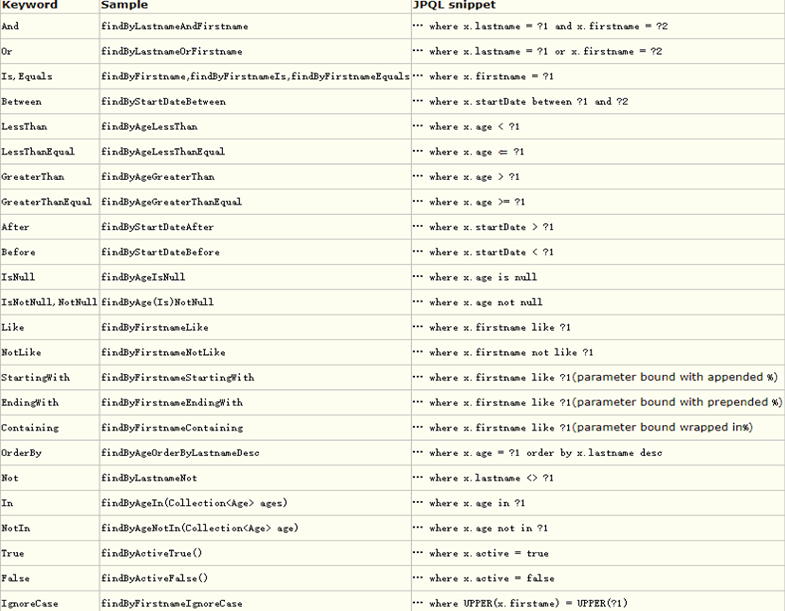 Keyword Sample JPQL snippet
And findByLastnameAndFirstname ··· where x.lastname = ?1 and x.firstname = ?2
Or findByLastnameOrFirstname ··· where x.lastname = ?1 or x.firstname = ?2
Is,Equals findByFirstname,findByFirstnameIs,findByFirstnameEquals ··· where x.firstname = ?1
Between findByStartDateBetween ··· where x.startDate between ?1 and ?2
LessThan findByAgeLessThan ··· where x.age < ?1
LessThanEqual findByAgeLessThanEqual ··· where x.age <= ?1
GreaterThan findByAgeGreaterThan ··· where x.age > ?1
GreaterThanEqual findByAgeGreaterThanEqual ··· where x.age >= ?1
After findByStartDateAfter ··· where x.startDate > ?1
Before findByStartDateBefore ··· where x.startDate < ?1
IsNull findByAgeIsNull ··· where x.age is null
IsNotNull,NotNull findByAge(Is)NotNull ··· where x.age not null
Like findByFirstnameLike ··· where x.firstname like ?1
NotLike findByFirstnameNotLike ··· where x.firstname not like ?1
StartingWith findByFirstnameStartingWith ··· where x.firstname like ?1(parameter bound with appended %)
EndingWith findByFirstnameEndingWith ··· where x.firstname like ?1(parameter bound with prepended %)
Containing findByFirstnameContaining ··· where x.firstname like ?1(parameter bound wrapped in%)
OrderBy findByAgeOrderByLastnameDesc ··· where x.age = ?1 order by x.lastname desc
Not findByLastnameNot ··· where x.lastname <> ?1
In findByAgeIn(Collection<Age> ages) ··· where x.age in ?1
NotIn findByAgeNotIn(Collection<Age> age) ··· where x.age not in ?1
True findByActiveTrue() ··· where x.active = true
False findByActiveFalse() ··· where x.active = false
IgnoreCase findByFirstnameIgnoreCase ··· where UPPER(x.firstame) = UPPER(?1)